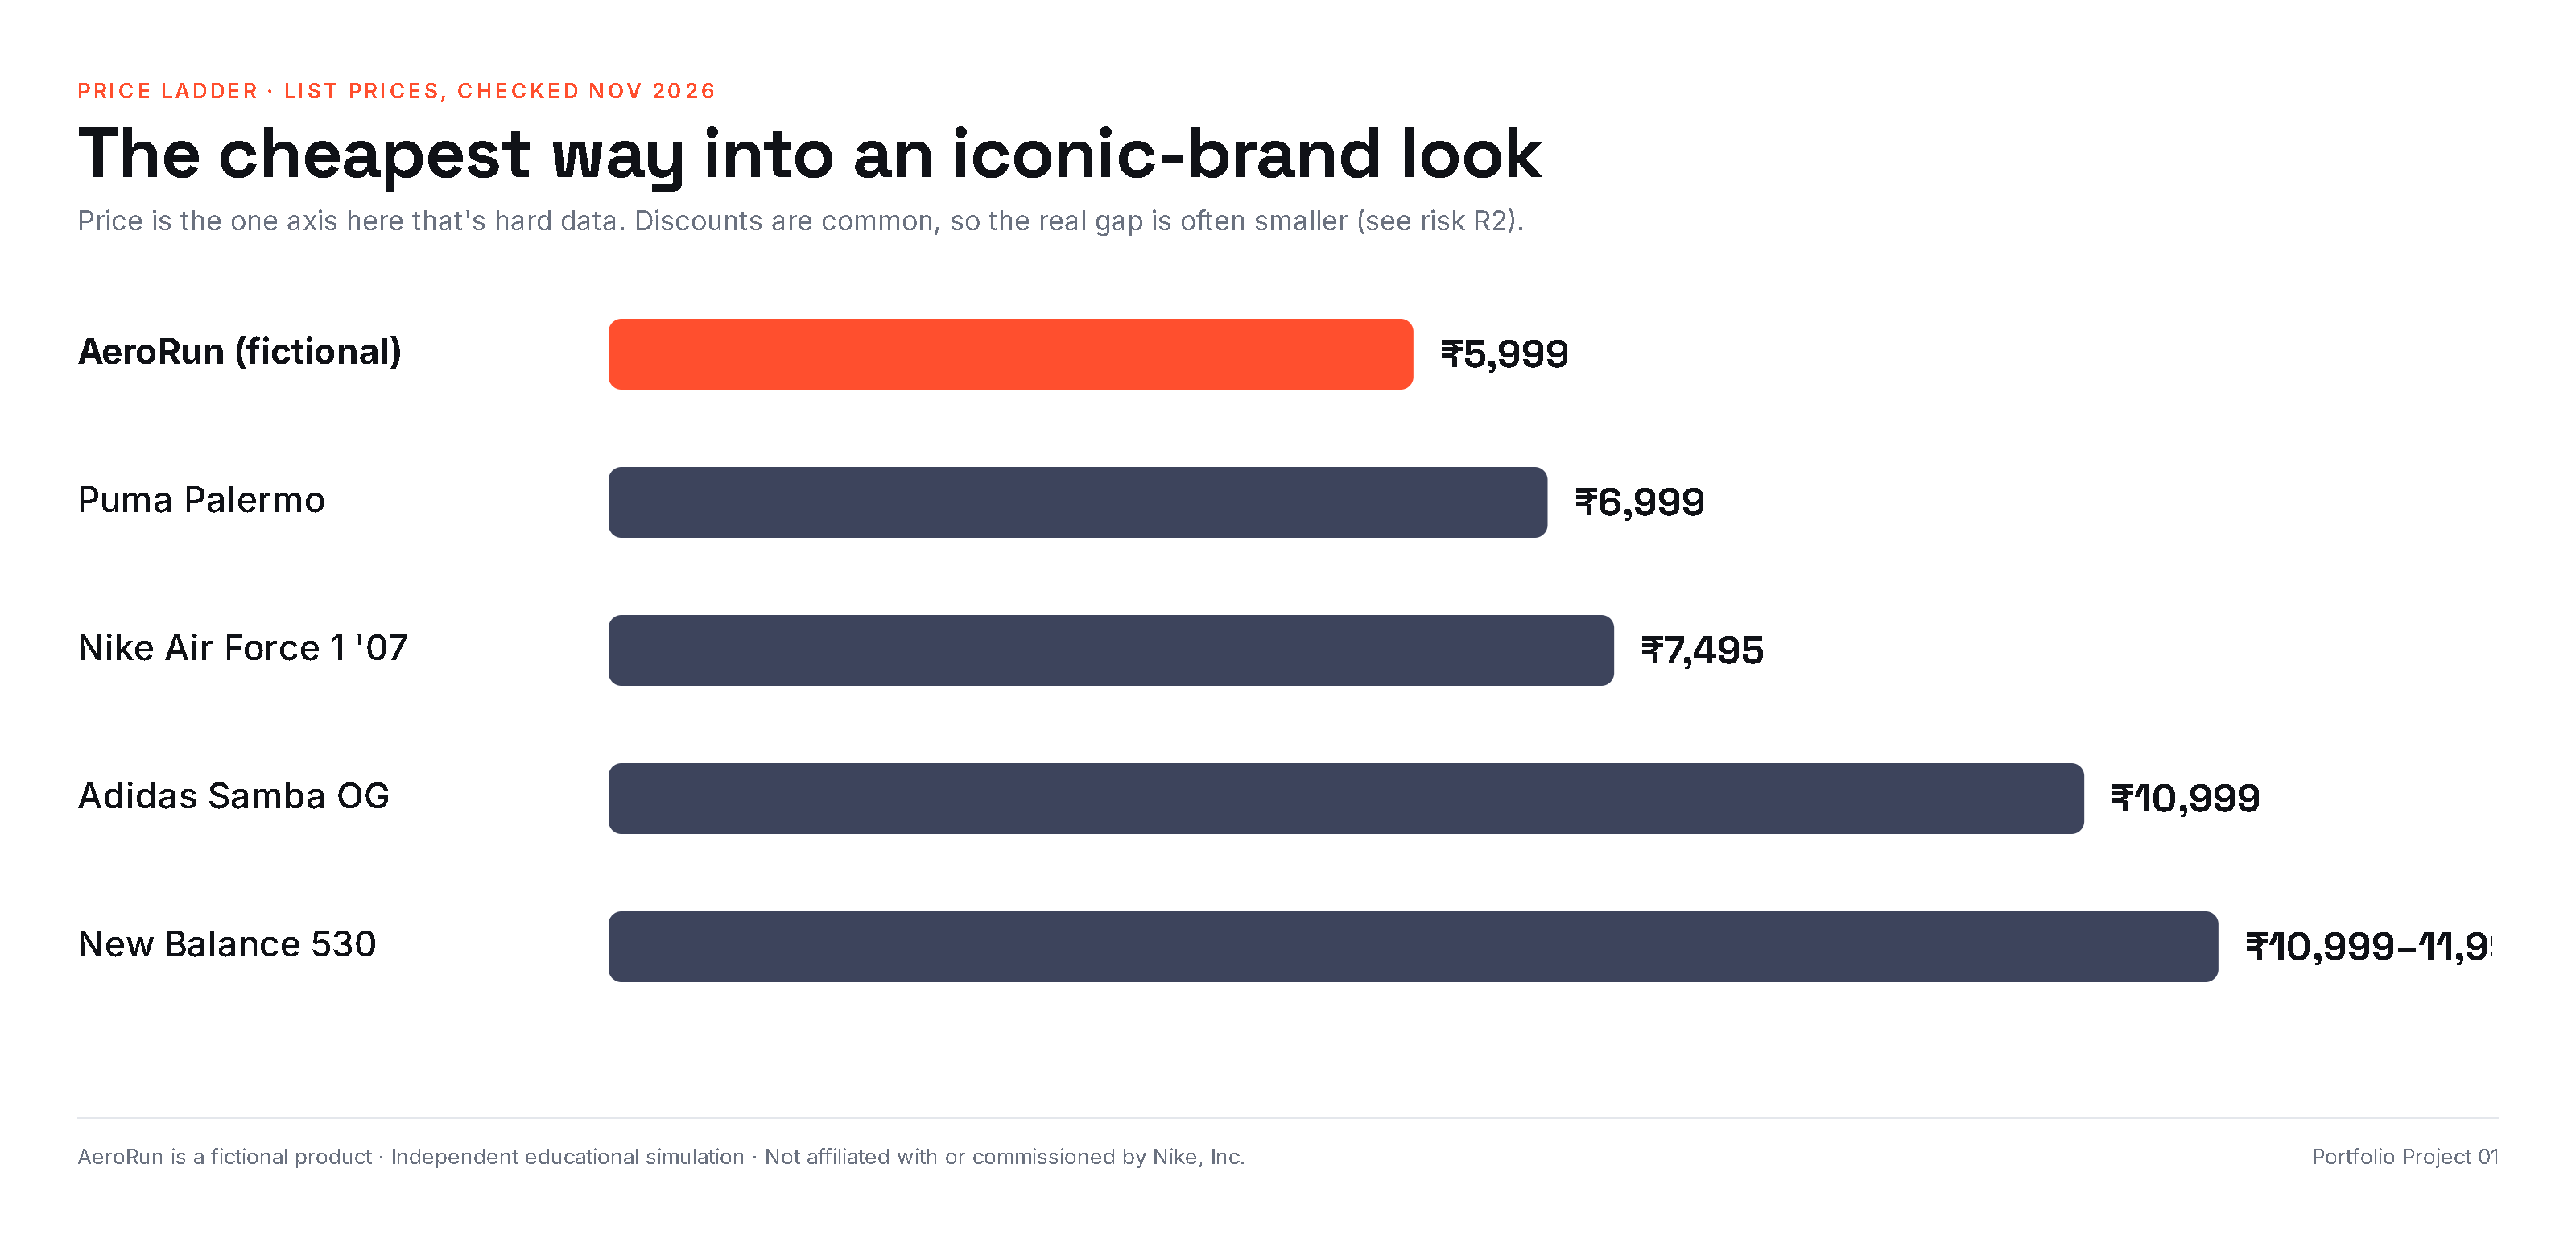 PRICE LADDER · LIST PRICES, CHECKED NOV 2026
The cheapest way into an iconic-brand look
Price is the one axis here that's hard data. Discounts are common, so the real gap is often smaller (see risk R2).
AeroRun (fictional) ₹5,999
Puma Palermo ₹6,999
Nike Air Force 1 '07 ₹7,495
Adidas Samba OG ₹10,999
New Balance 530 ₹10,999–11,9
AeroRun is a fictional product · Independent educational simulation · Not affiliated with or commissioned by Nike, Inc. Portfolio Project 01